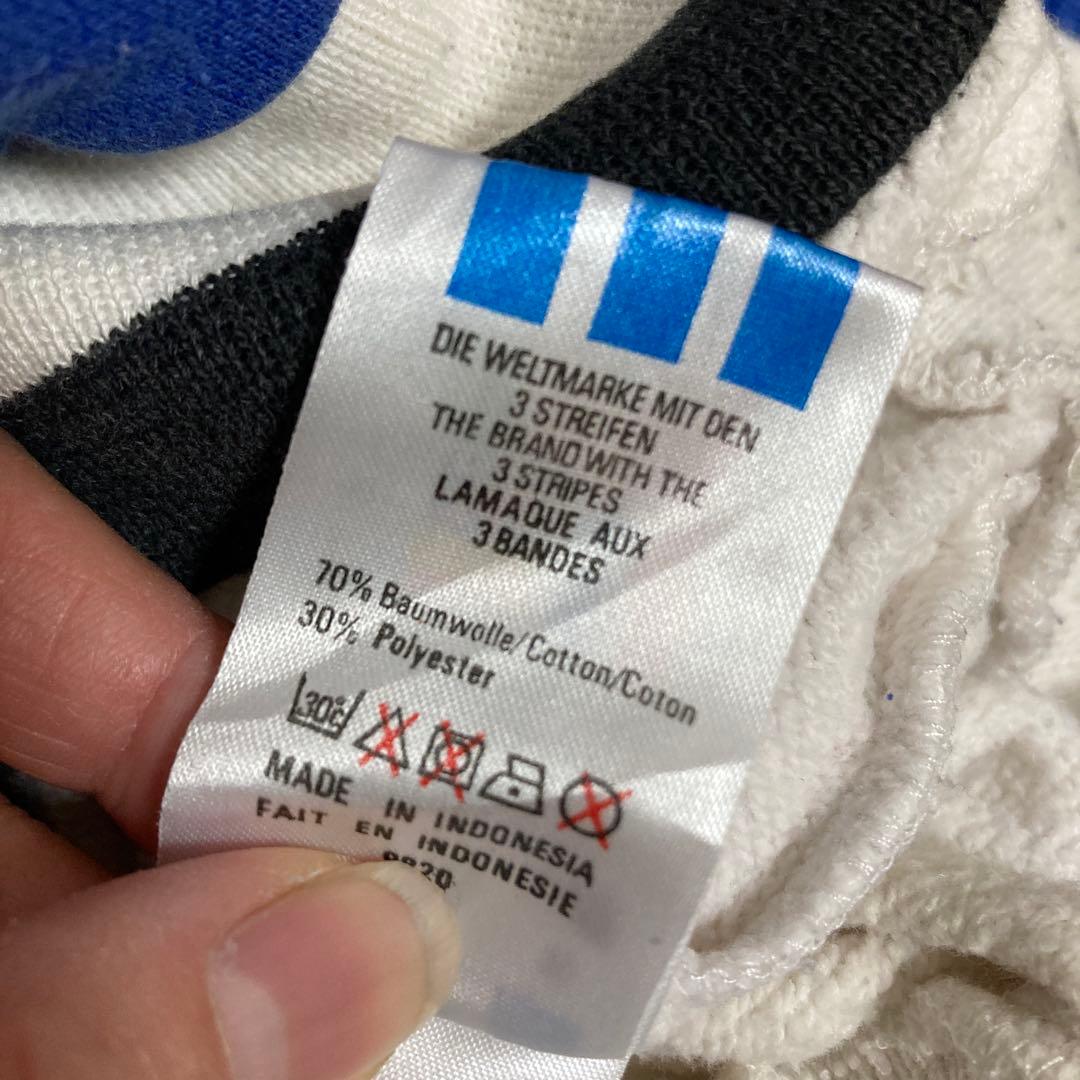 DIE WELTMARKE MIT DEN
3 STREIFEN
THE BRAND WITH THE
3 STRIPES
LAMAQUE AUX
3 BANDES
70% Baumwolle/Cotton/Coton
30% Polyester
30°C
MADE IN INDONESIA
FAIT EN INDONESIE